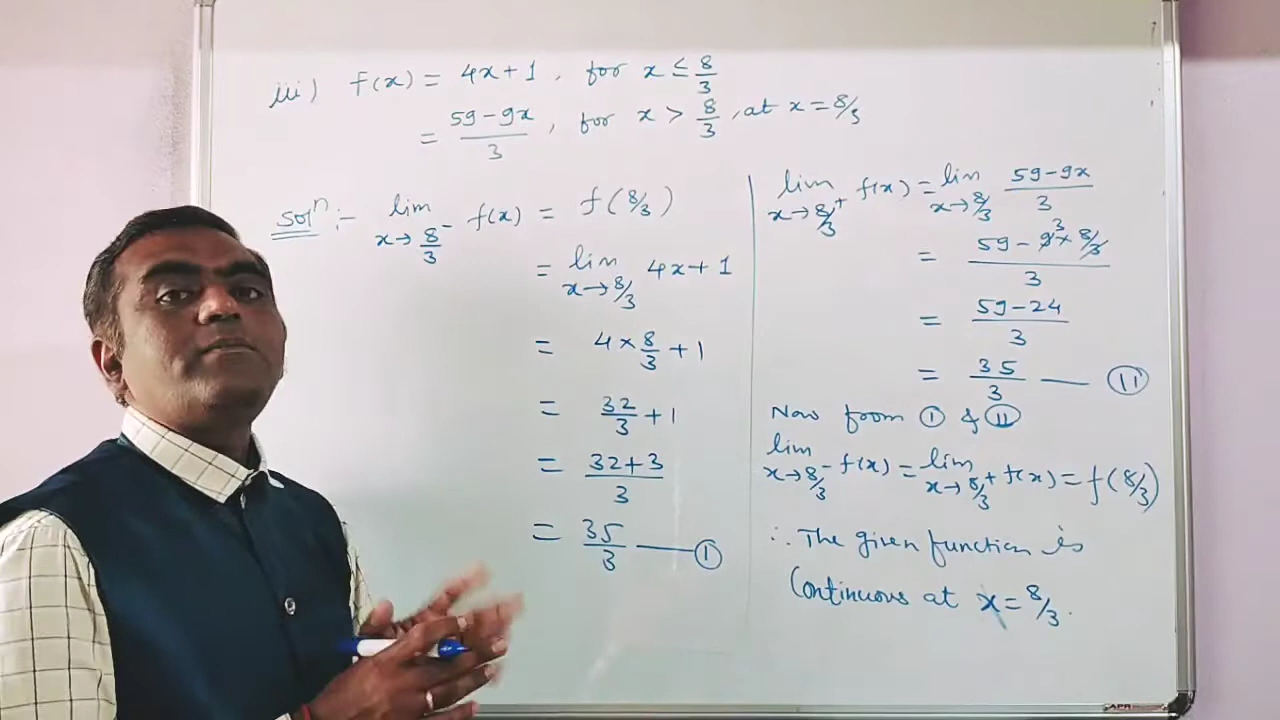 iii) f(x) = 4x+1, for x ≤ 8/3
= 59-9x/3, for x > 8/3, at x = 8/3
Solⁿ :- lim x→8/3⁻ f(x) = f(8/3)
= lim x→8/3 4x+1
= 4 × 8/3 + 1
= 32/3 + 1
= 32+3/3
= 35/3 —— ①
lim x→8/3⁺ f(x) = lim x→8/3 59-9x/3
= 59-9³×8/3/3
= 59-24/3
= 35/3 —— Ⅱ
Now from ① & Ⅱ
lim x→8/3⁻ f(x) = lim x→8/3⁺ f(x) = f(8/3)
∴ The given function is
Continuous at x = 8/3.